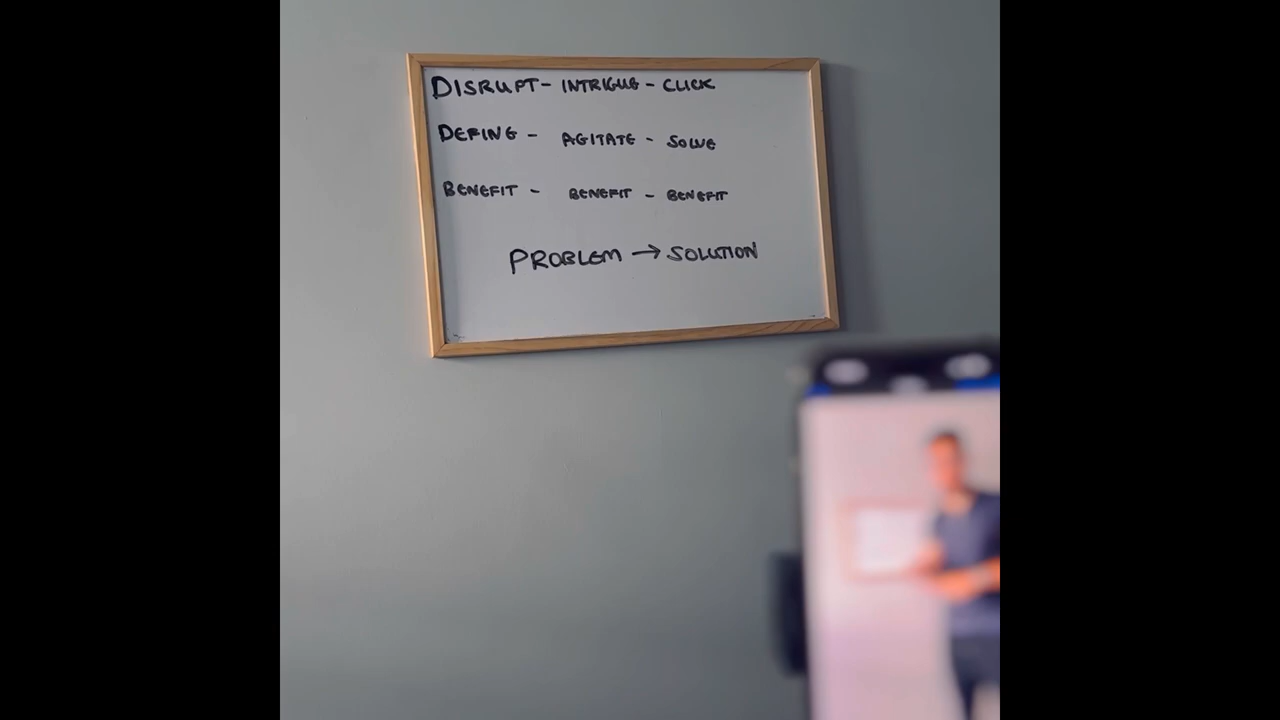 DISRUPT - INTRIGUE - CLICK
DEFINE - AGITATE - SOLVE
BENEFIT - BENEFIT - BENEFIT
PROBLEM → SOLUTION